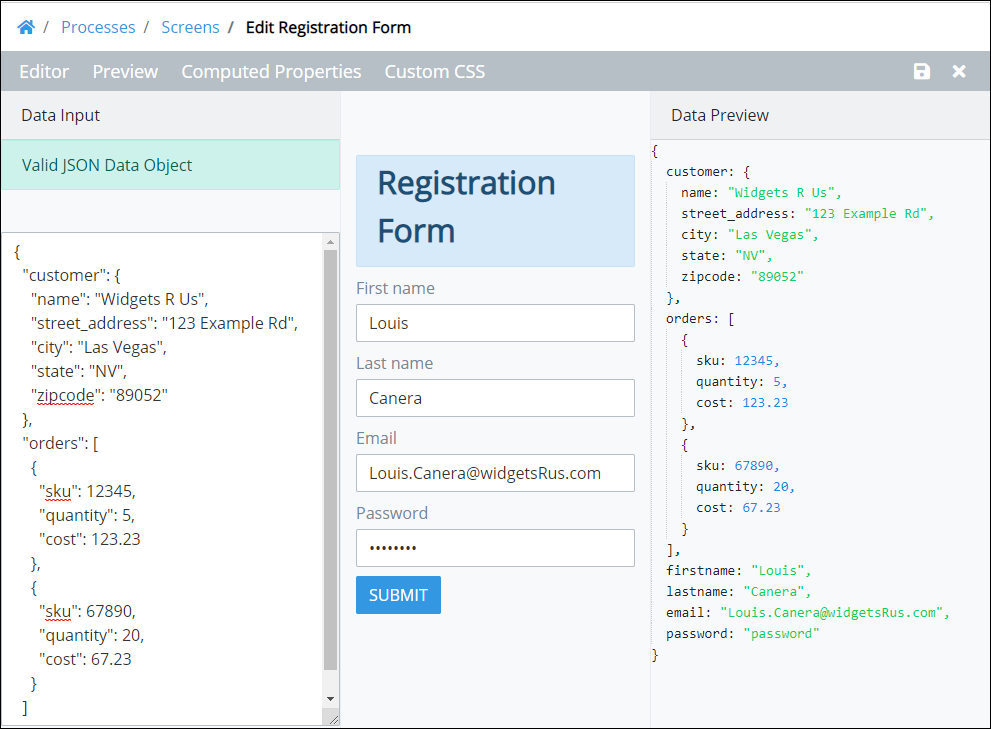 / Processes / Screens / Edit Registration Form
Editor Preview Computed Properties Custom CSS
Data Input
Valid JSON Data Object
{
"customer": {
"name": "Widgets R Us",
"street_address": "123 Example Rd",
"city": "Las Vegas",
"state": "NV",
"zipcode": "89052"
},
"orders": [
{
"sku": 12345,
"quantity": 5,
"cost": 123.23
},
{
"sku": 67890,
"quantity": 20,
"cost": 67.23
}
]
Registration
Form
First name
Louis
Last name
Canera
Email
Louis.Canera@widgetsRus.com
Password
••••••••
SUBMIT
Data Preview
{
customer: {
name: "Widgets R Us",
street_address: "123 Example Rd",
city: "Las Vegas",
state: "NV",
zipcode: "89052"
},
orders: [
{
sku: 12345,
quantity: 5,
cost: 123.23
},
{
sku: 67890,
quantity: 20,
cost: 67.23
}
],
firstname: "Louis",
lastname: "Canera",
email: "Louis.Canera@widgetsRus.com",
password: "password"
}